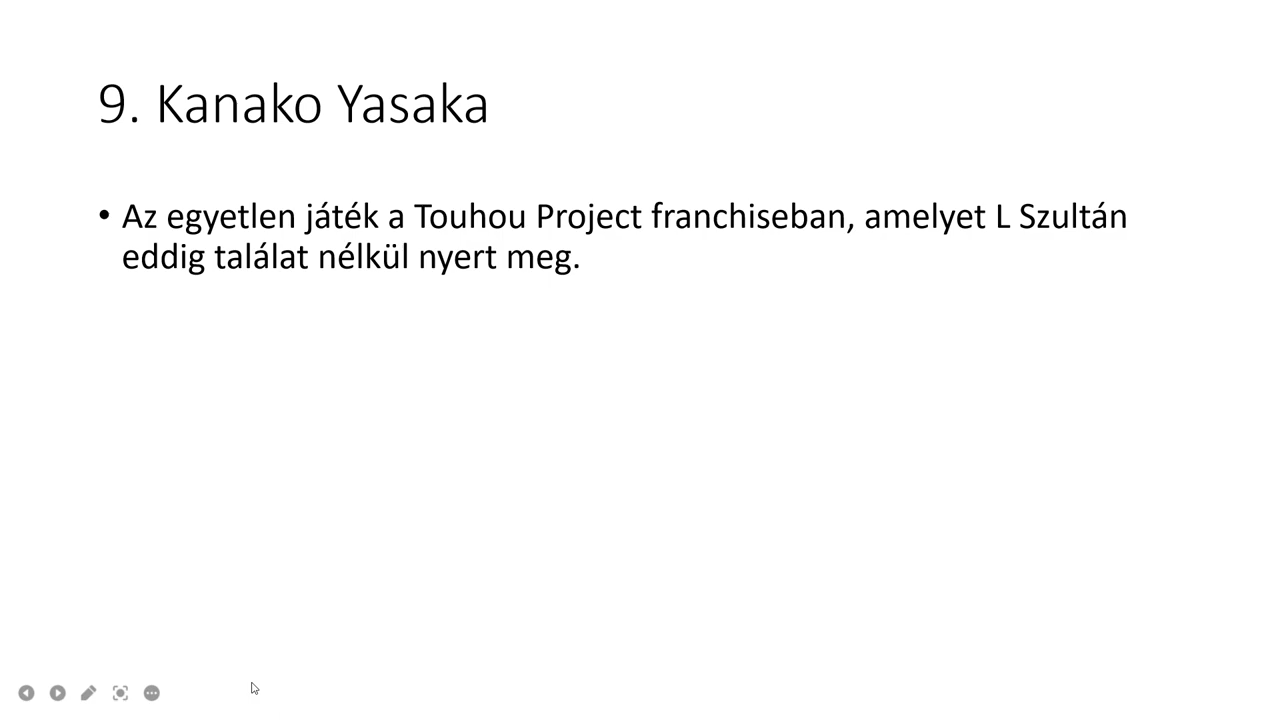 9. Kanako Yasaka
• Az egyetlen játék a Touhou Project franchiseban, amelyet L Szultán
eddig találat nélkül nyert meg.